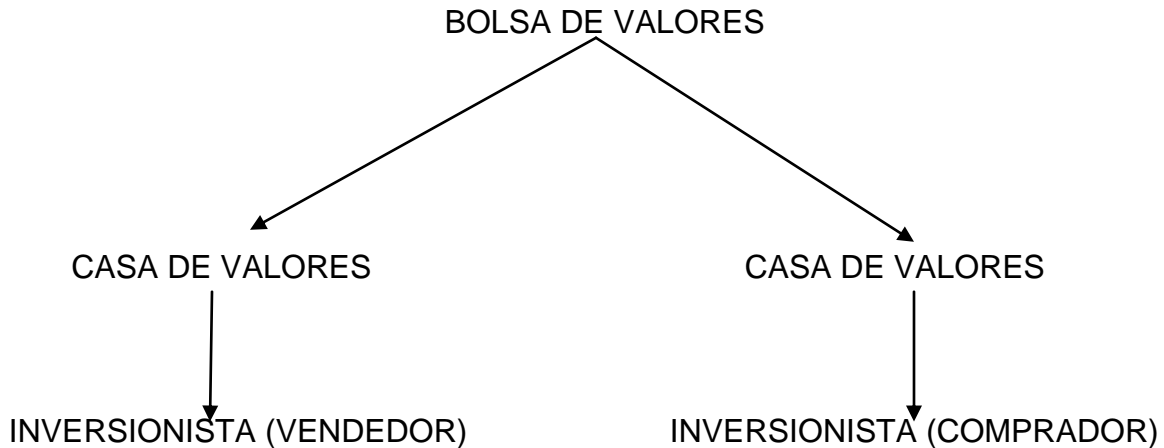 BOLSA DE VALORES
CASA DE VALORES
CASA DE VALORES
INVERSIONISTA (VENDEDOR)
INVERSIONISTA (COMPRADOR)